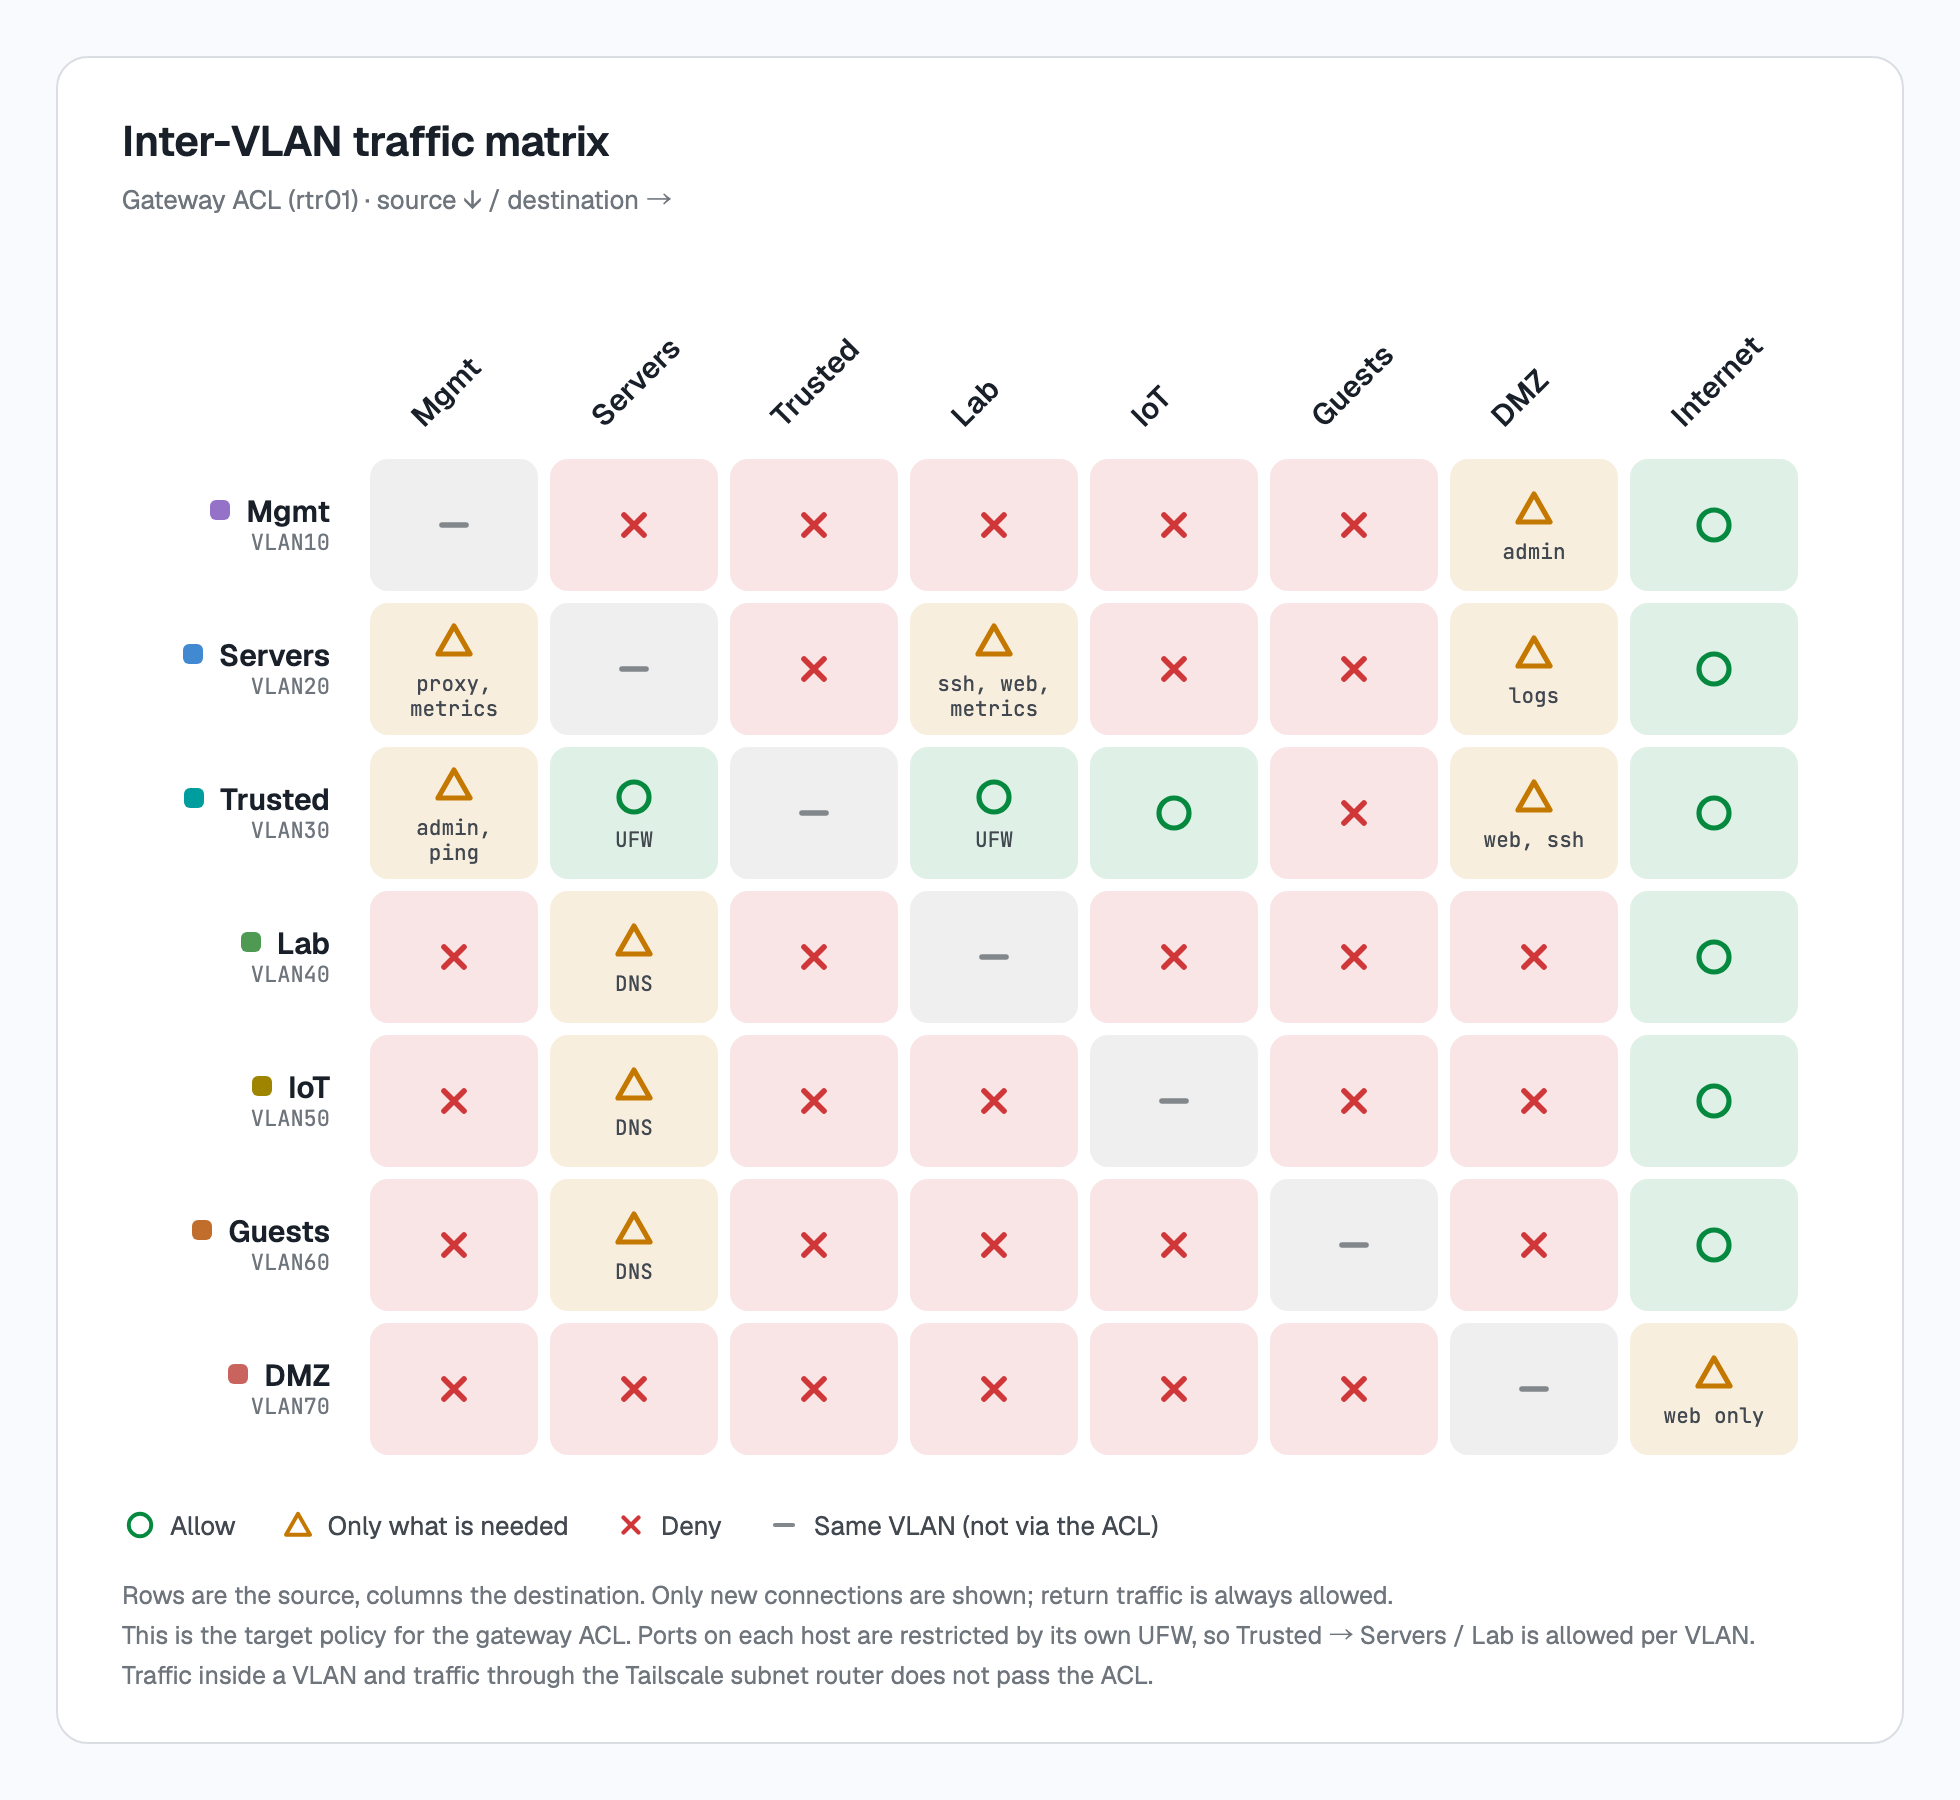 Inter-VLAN traffic matrix
Gateway ACL (rtr01) · source ↓ / destination →
Mgmt Servers Trusted Lab IoT Guests DMZ Internet
Mgmt
VLAN10
admin
Servers
VLAN20
proxy,
metrics
ssh, web,
metrics
logs
Trusted
VLAN30
admin,
ping
UFW
UFW
web, ssh
Lab
VLAN40
DNS
IoT
VLAN50
DNS
Guests
VLAN60
DNS
DMZ
VLAN70
web only
Allow Only what is needed Deny Same VLAN (not via the ACL)
Rows are the source, columns the destination. Only new connections are shown; return traffic is always allowed.
This is the target policy for the gateway ACL. Ports on each host are restricted by its own UFW, so Trusted → Servers / Lab is allowed per VLAN.
Traffic inside a VLAN and traffic through the Tailscale subnet router does not pass the ACL.